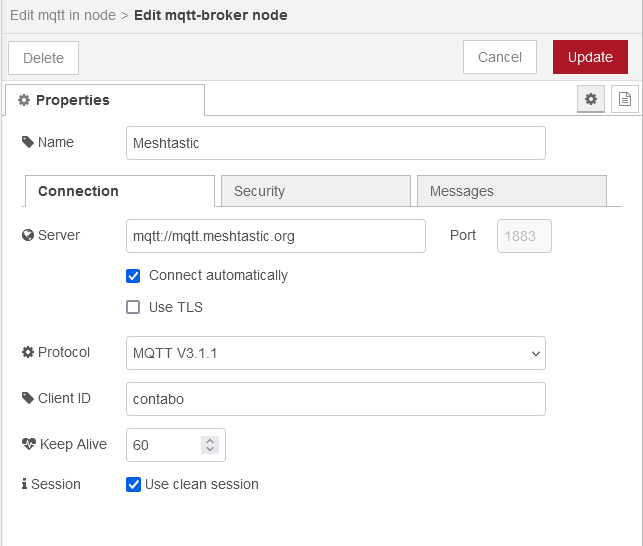 Edit mqtt in node > Edit mqtt-broker node
Delete Cancel Update
Properties
Name Meshtastic
Connection Security Messages
Server mqtt://mqtt.meshtastic.org Port 1883
Connect automatically
Use TLS
Protocol MQTT V3.1.1
Client ID contabo
Keep Alive 60
Session Use clean session